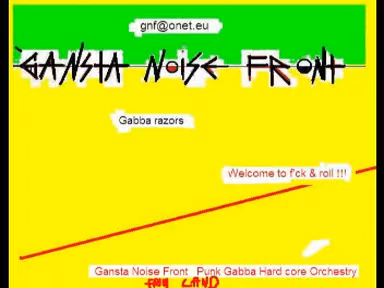 gnf@onet.eu
GANSTA NOISE FRONT
Gabba razors
Welcome to f'ck & roll !!!
Gansta Noise Front Punk Gabba Hard core Orchestry
LAND